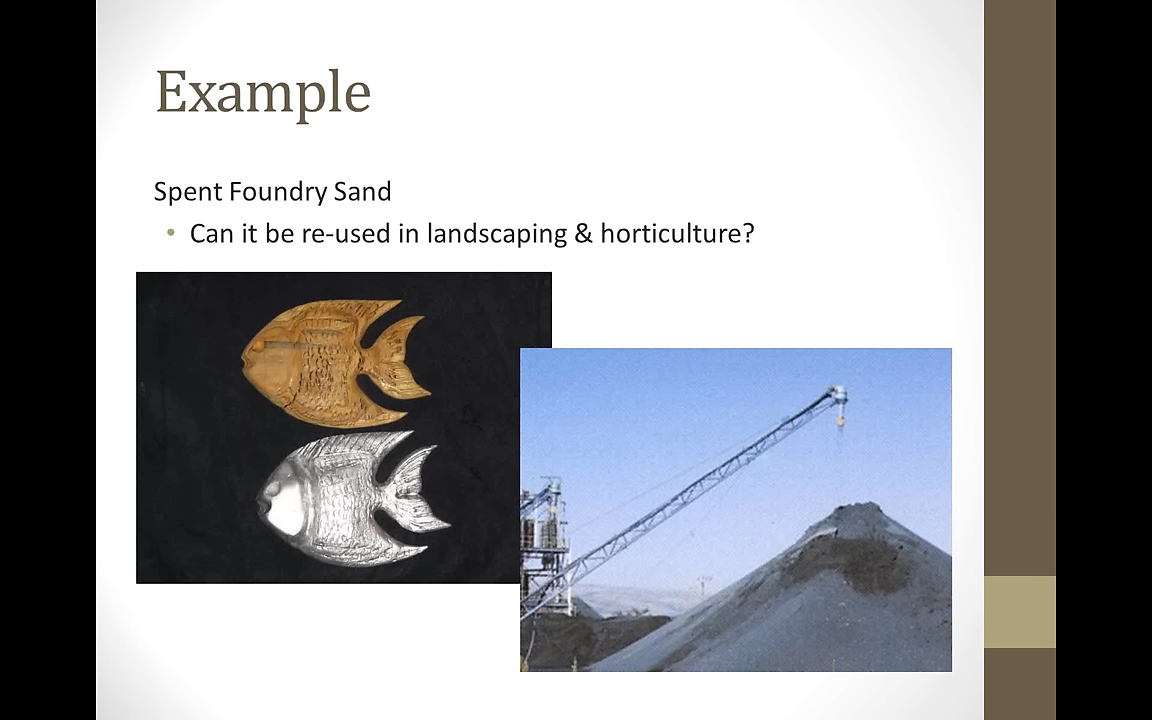 Example
Spent Foundry Sand
• Can it be re-used in landscaping & horticulture?